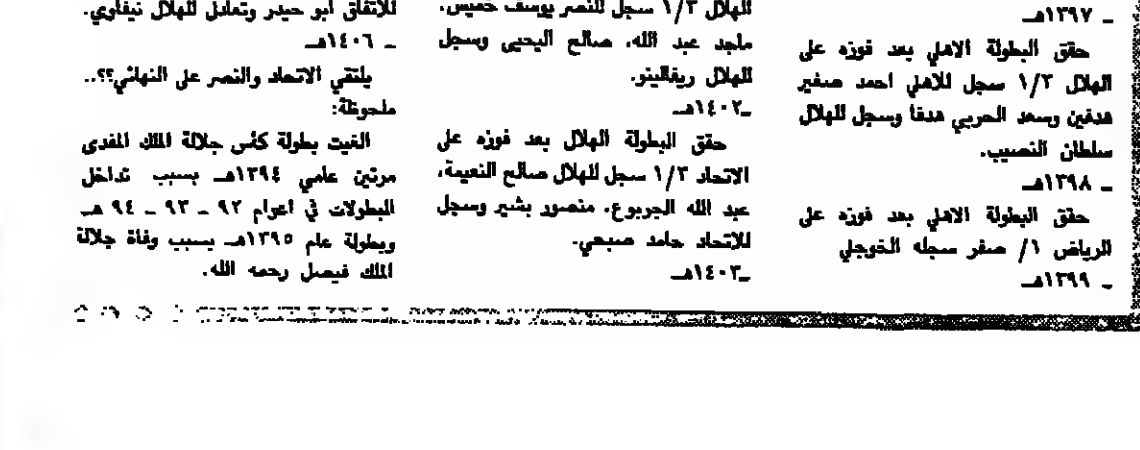 ـ ١٣٩٧هـ
حقق البطولة الاهلي بعد فوزه على
الهلال ١/٣ سجل للاهلي احمد صغير
هدفين وسعد الحربي هدفا وسجل للهلال
سلطان النصيب.
ـ ١٣٩٨هـ
حقق البطولة الاهلي بعد فوزه على
الرياض ١/ صفر سجله الخوجلي
ـ ١٣٩٩هـ
للهلال ١/٣ سجل للنصر يوسف خميس،
ماجد عبد الله، صالح اليحيى وسجل
للهلال ريفالينو.
ـ١٤٠٢هـ
حقق البطولة الهلال بعد فوزه على
الاتحاد ١/٣ سجل للهلال صالح النعيمة،
عبد الله الجربوع، منصور بشير وسجل
للاتحاد حامد صبحي.
ـ١٤٠٣هـ
للاتفاق ابو حيدر وتعادل للهلال نيفاوي.
ـ ١٤٠٦هـ
يلتقي الاتحاد والنصر على النهائي؟؟..
ملحوظة:
الغيت بطولة كأس جلالة الملك المفدى
مرتين عامي ١٣٩٤هـ بسبب تداخل
البطولات في اعوام ٩٢ ـ ٩٣ ـ ٩٤ هـ
وبطولة عام ١٣٩٥هـ بسبب وفاة جلالة
الملك فيصل رحمه الله.